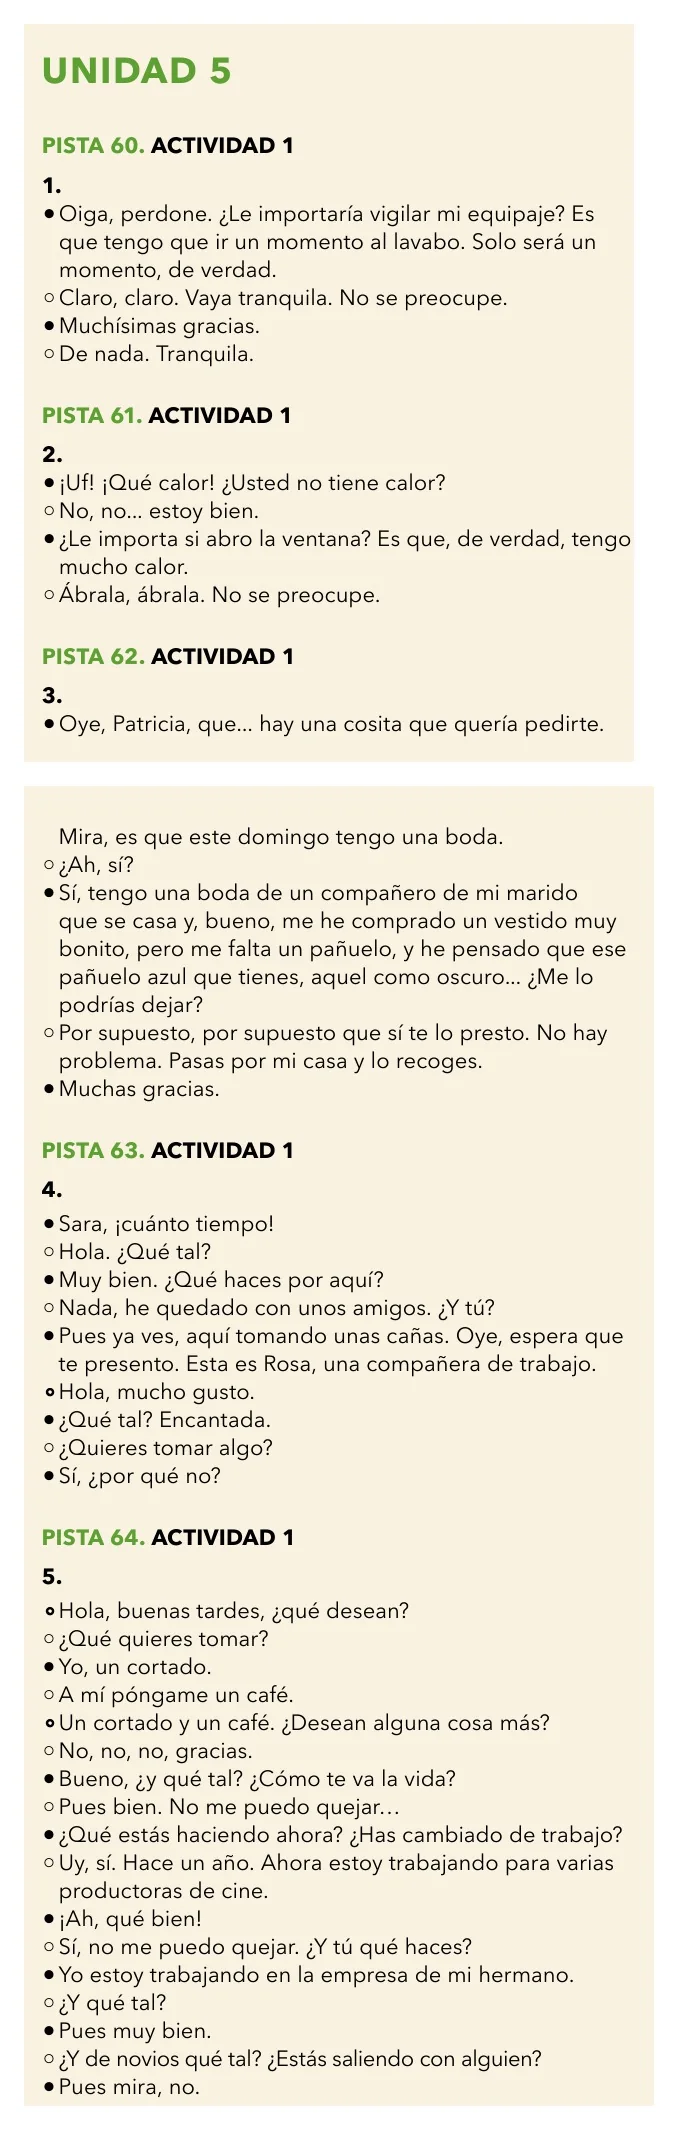 UNIDAD 5
PISTA 60. ACTIVIDAD 1
1.
● Oiga, perdone. ¿Le importaría vigilar mi equipaje? Es
que tengo que ir un momento al lavabo. Solo será un
momento, de verdad.
○ Claro, claro. Vaya tranquila. No se preocupe.
● Muchísimas gracias.
○ De nada. Tranquila.
PISTA 61. ACTIVIDAD 1
2.
● ¡Uf! ¡Qué calor! ¿Usted no tiene calor?
○ No, no... estoy bien.
● ¿Le importa si abro la ventana? Es que, de verdad, tengo
mucho calor.
○ Ábrala, ábrala. No se preocupe.
PISTA 62. ACTIVIDAD 1
3.
● Oye, Patricia, que... hay una cosita que quería pedirte.
Mira, es que este domingo tengo una boda.
○ ¿Ah, sí?
● Sí, tengo una boda de un compañero de mi marido
que se casa y, bueno, me he comprado un vestido muy
bonito, pero me falta un pañuelo, y he pensado que ese
pañuelo azul que tienes, aquel como oscuro... ¿Me lo
podrías dejar?
○ Por supuesto, por supuesto que sí te lo presto. No hay
problema. Pasas por mi casa y lo recoges.
● Muchas gracias.
PISTA 63. ACTIVIDAD 1
4.
● Sara, ¡cuánto tiempo!
○ Hola. ¿Qué tal?
● Muy bien. ¿Qué haces por aquí?
○ Nada, he quedado con unos amigos. ¿Y tú?
● Pues ya ves, aquí tomando unas cañas. Oye, espera que
te presento. Esta es Rosa, una compañera de trabajo.
⚬ Hola, mucho gusto.
● ¿Qué tal? Encantada.
○ ¿Quieres tomar algo?
● Sí, ¿por qué no?
PISTA 64. ACTIVIDAD 1
5.
⚬ Hola, buenas tardes, ¿qué desean?
○ ¿Qué quieres tomar?
● Yo, un cortado.
○ A mí póngame un café.
⚬ Un cortado y un café. ¿Desean alguna cosa más?
○ No, no, no, gracias.
● Bueno, ¿y qué tal? ¿Cómo te va la vida?
○ Pues bien. No me puedo quejar...
● ¿Qué estás haciendo ahora? ¿Has cambiado de trabajo?
○ Uy, sí. Hace un año. Ahora estoy trabajando para varias
productoras de cine.
● ¡Ah, qué bien!
○ Sí, no me puedo quejar. ¿Y tú qué haces?
● Yo estoy trabajando en la empresa de mi hermano.
○ ¿Y qué tal?
● Pues muy bien.
○ ¿Y de novios qué tal? ¿Estás saliendo con alguien?
● Pues mira, no.